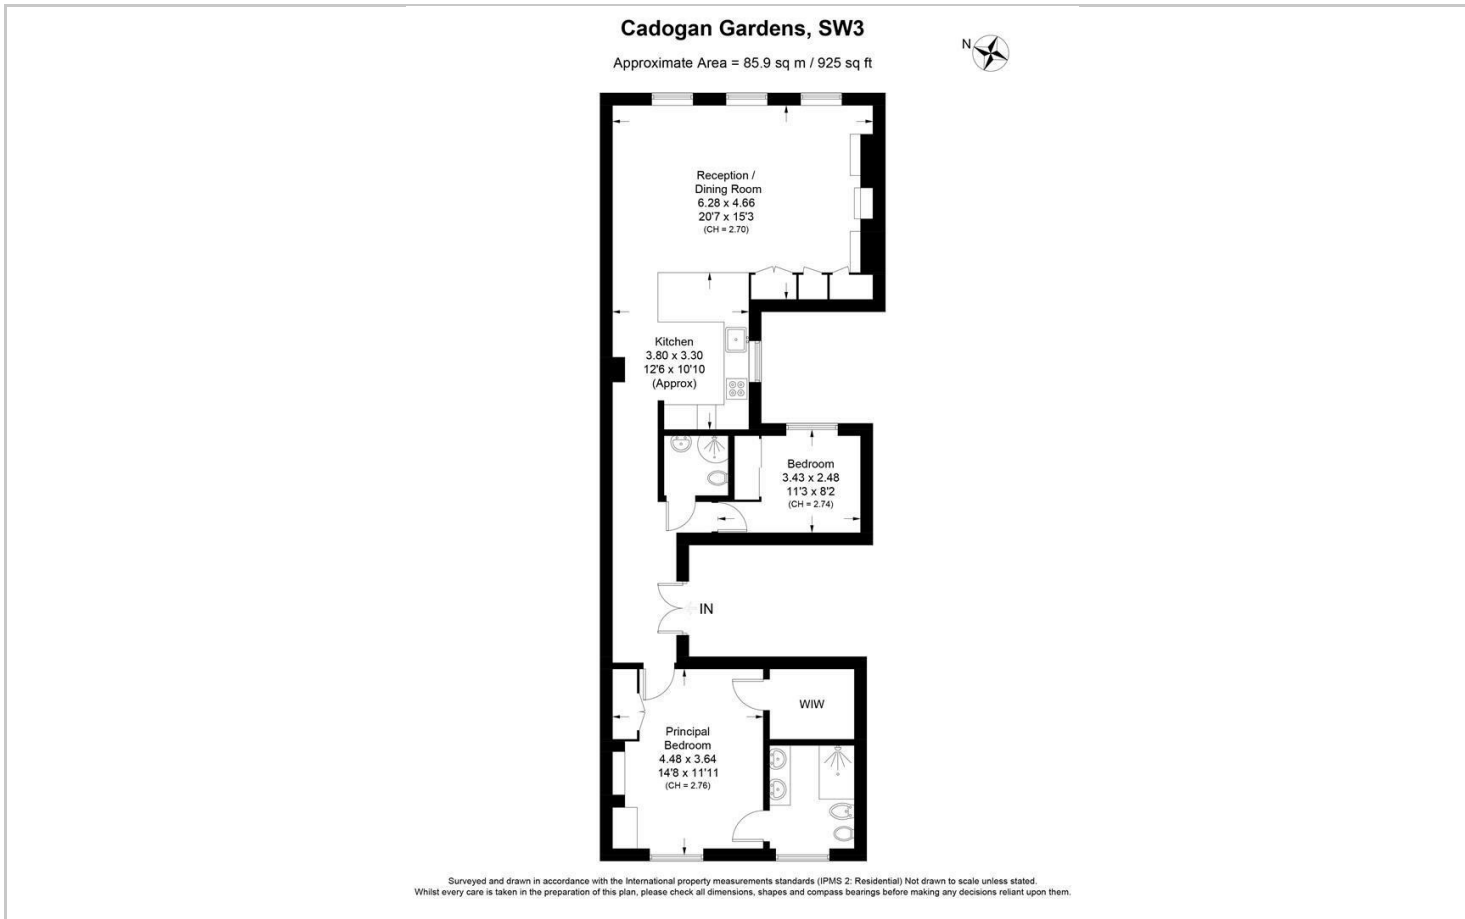 Cadogan Gardens, SW3
Approximate Area = 85.9 sq m / 925 sq ft
N
Reception /
Dining Room
6.28 x 4.66
20'7 x 15'3
(CH = 2.70)
Kitchen
3.80 x 3.30
12'6 x 10'10
(Approx)
Bedroom
3.43 x 2.48
11'3 x 8'2
(CH = 2.74)
IN
WIW
Principal
Bedroom
4.48 x 3.64
14'8 x 11'11
(CH = 2.76)
Surveyed and drawn in accordance with the International property measurements standards (IPMS 2: Residential) Not drawn to scale unless stated.
Whilst every care is taken in the preparation of this plan, please check all dimensions, shapes and compass bearings before making any decisions reliant upon them.